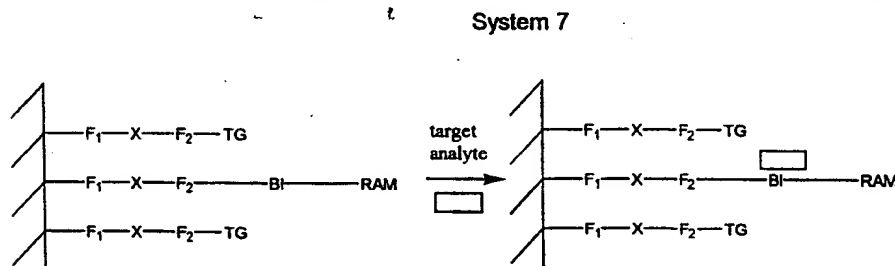 System 7
F₁—X—F₂—TG
F₁—X—F₂—BI—RAM
F₁—X—F₂—TG
target
analyte
F₁—X—F₂—TG
F₁—X—F₂—BI—RAM
F₁—X—F₂—TG